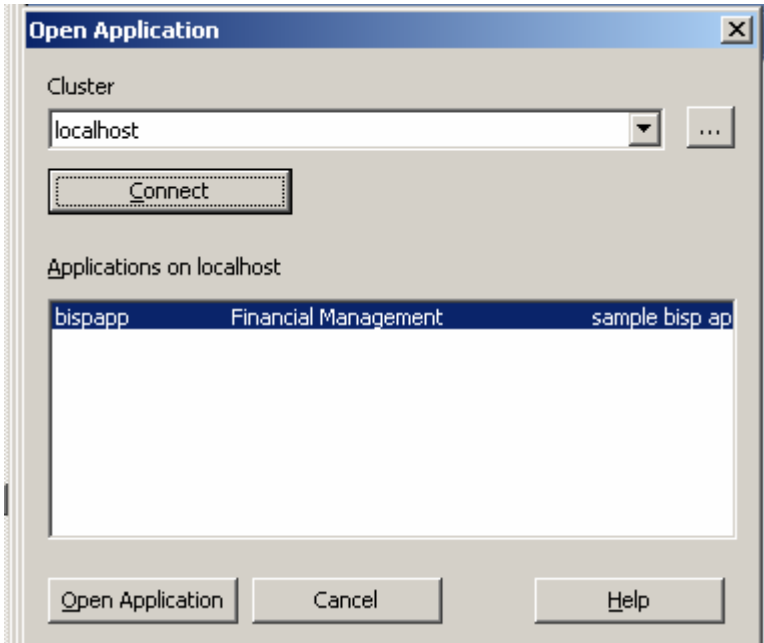 Open Application
Cluster
localhost
...
Connect
Applications on localhost
bispapp Financial Management sample bisp ap
Open Application Cancel Help